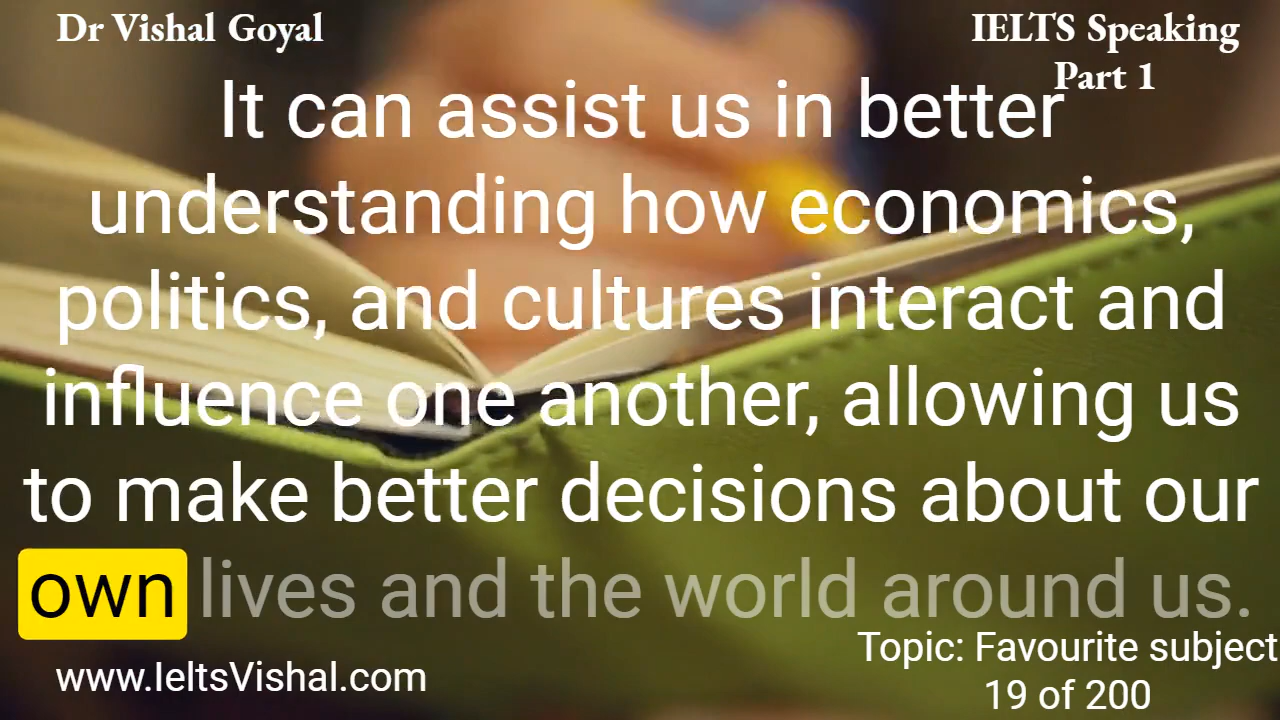 Dr Vishal Goyal
IELTS Speaking
Part 1
It can assist us in better
understanding how economics,
politics, and cultures interact and
influence one another, allowing us
to make better decisions about our
own lives and the world around us.
Topic: Favourite subject
19 of 200
www.IeltsVishal.com